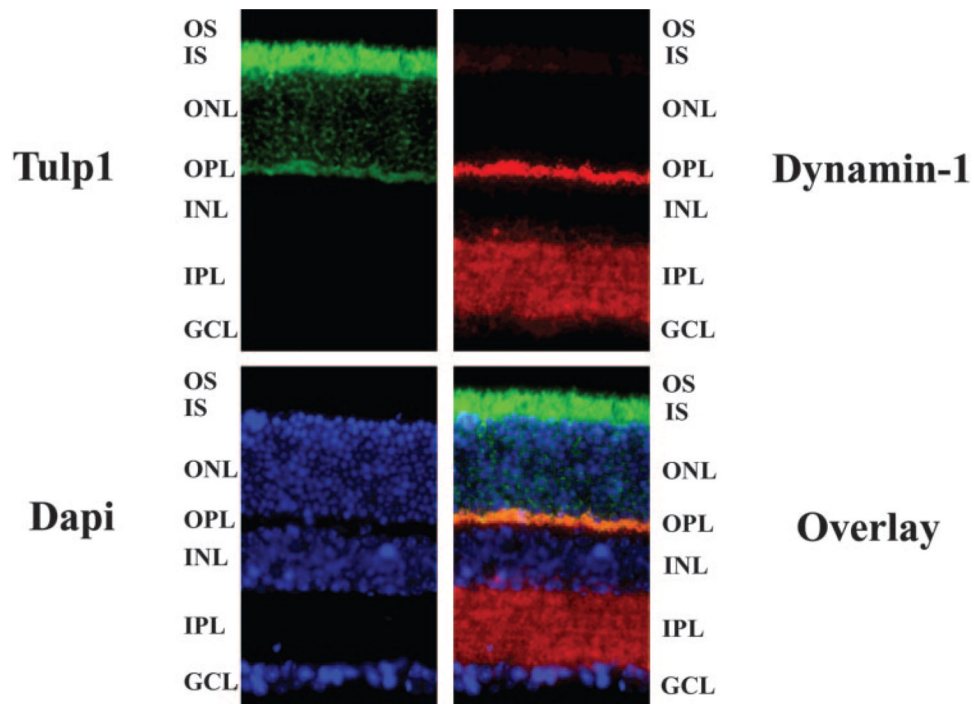 OS
IS
ONL
OPL
INL
IPL
GCL
Tulp1
OS
IS
ONL
OPL
INL
IPL
GCL
Dynamin-1
OS
IS
ONL
OPL
INL
IPL
GCL
Dapi
OS
IS
ONL
OPL
INL
IPL
GCL
Overlay